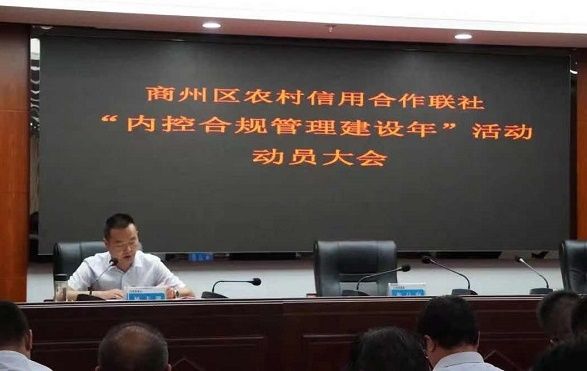 商州区农村信用合作联社
“内控合规管理建设年”活动
动员大会